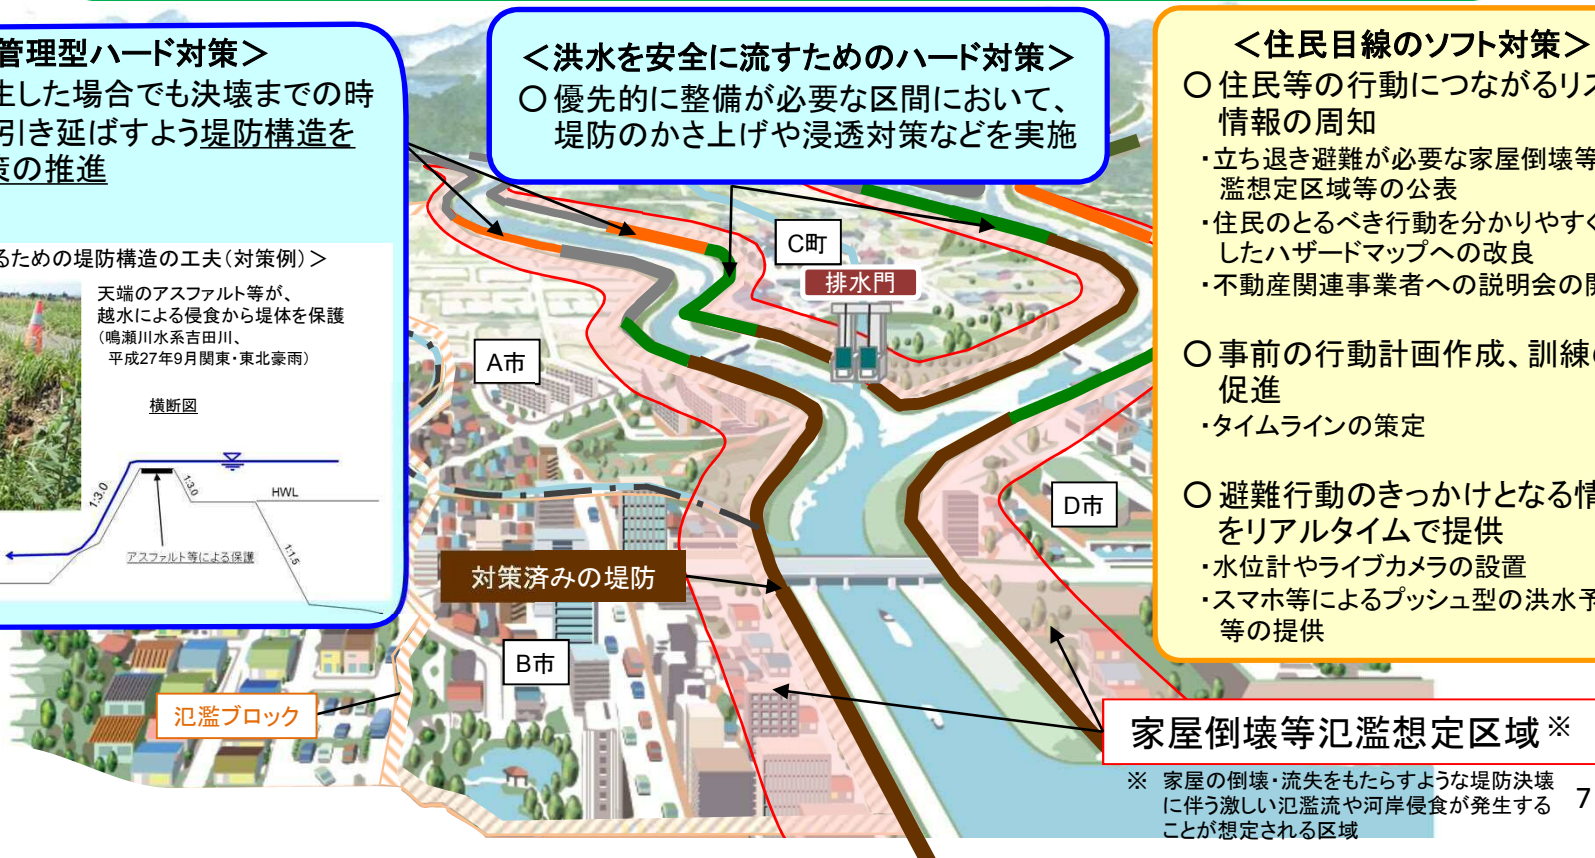 管理型ハード対策＞
生した場合でも決壊までの時
引き延ばすよう堤防構造を
策の推進
るための堤防構造の工夫（対策例）＞
天端のアスファルト等が、
越水による侵食から堤体を保護
（鳴瀬川水系吉田川、
平成27年9月関東・東北豪雨）
横断図
1:3.0
1:3.0
HWL
1:1.5
アスファルト等による保護
＜洪水を安全に流すためのハード対策＞
○優先的に整備が必要な区間において、
堤防のかさ上げや浸透対策などを実施
＜住民目線のソフト対策＞
○住民等の行動につながるリス
情報の周知
・立ち退き避難が必要な家屋倒壊等
濫想定区域等の公表
・住民のとるべき行動を分かりやすく
したハザードマップへの改良
・不動産関連事業者への説明会の開
○事前の行動計画作成、訓練の
促進
・タイムラインの策定
○避難行動のきっかけとなる情
をリアルタイムで提供
・水位計やライブカメラの設置
・スマホ等によるプッシュ型の洪水予
等の提供
C町
排水門
A市
D市
対策済みの堤防
B市
氾濫ブロック
家屋倒壊等氾濫想定区域※
※ 家屋の倒壊・流失をもたらすような堤防決壊
に伴う激しい氾濫流や河岸侵食が発生する
ことが想定される区域
7